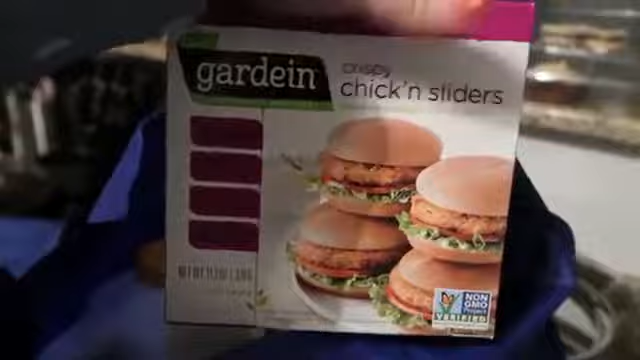 gardein
crispy
chick'n sliders
NON
GMO
Project
VERIFIED